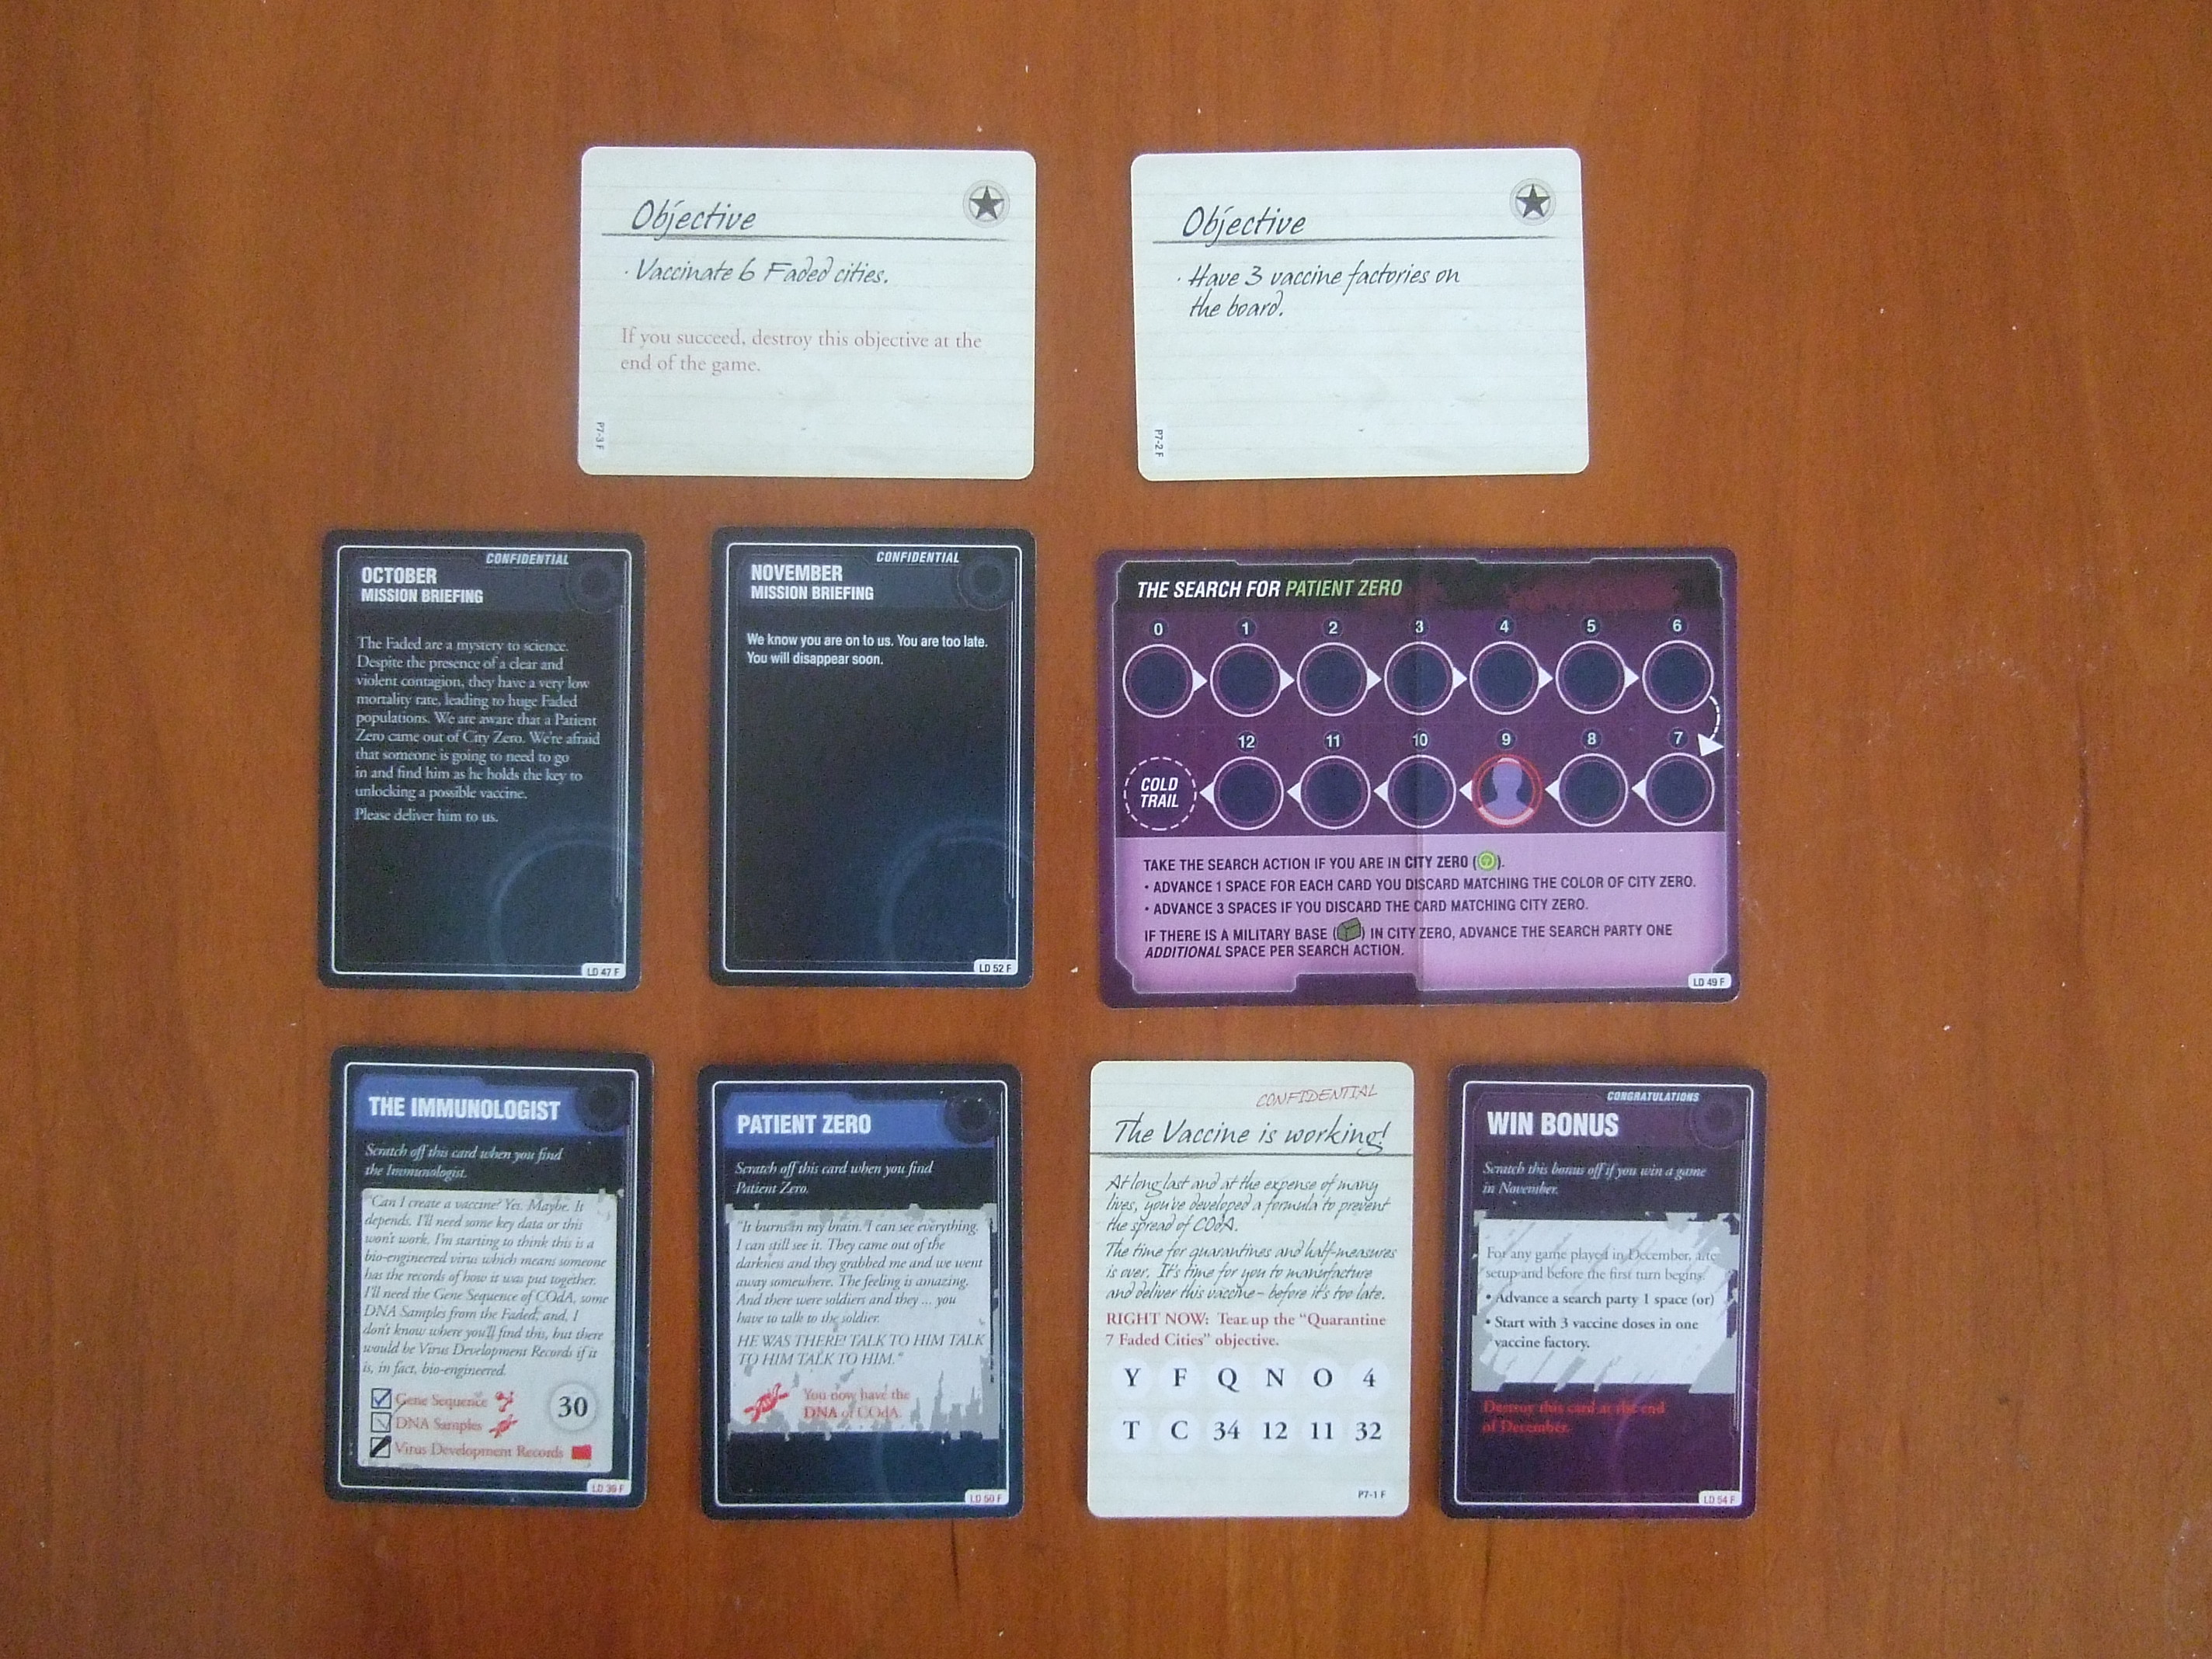 Objective
· Vaccinate 6 Faded cities.
If you succeed, destroy this objective at the
end of the game.
P7-3 F
Objective
· Have 3 vaccine factories on
the board.
P7-2 F
CONFIDENTIAL
OCTOBER
MISSION BRIEFING
The Faded are a mystery to science.
Despite the presence of a clear and
violent contagion, they have a very low
mortality rate, leading to huge Faded
populations. We are aware that a Patient
Zero came out of City Zero. We're afraid
that someone is going to need to go
in and find him as he holds the key to
unlocking a possible vaccine.
Please deliver him to us.
LD 47 F
CONFIDENTIAL
NOVEMBER
MISSION BRIEFING
We know you are on to us. You are too late.
You will disappear soon.
LD 52 F
THE SEARCH FOR PATIENT ZERO
0 1 2 3 4 5 6
12 11 10 9 8 7
COLD
TRAIL
TAKE THE SEARCH ACTION IF YOU ARE IN CITY ZERO ( ).
• ADVANCE 1 SPACE FOR EACH CARD YOU DISCARD MATCHING THE COLOR OF CITY ZERO.
• ADVANCE 3 SPACES IF YOU DISCARD THE CARD MATCHING CITY ZERO.
IF THERE IS A MILITARY BASE ( ) IN CITY ZERO, ADVANCE THE SEARCH PARTY ONE
ADDITIONAL SPACE PER SEARCH ACTION.
LD 49 F
THE IMMUNOLOGIST
Scratch off this card when you find
the Immunologist.
"Can I create a vaccine? Yes. Maybe. It
depends. I'll need some key data or this
won't work. I'm starting to think this is a
bio-engineered virus which means someone
has the records of how it was put together.
I'll need the Gene Sequence of COdA, some
DNA Samples from the Faded, and, I
don't know where you'll find this, but there
would be Virus Development Records if it
is, in fact, bio-engineered.
Gene Sequence
DNA Samples
Virus Development Records
30
LD 39 F
PATIENT ZERO
Scratch off this card when you find
Patient Zero.
"It burns in my brain. I can see everything.
I can still see it. They came out of the
darkness and they grabbed me and we went
away somewhere. The feeling is amazing.
And there were soldiers and they ... you
have to talk to the soldier.
HE WAS THERE! TALK TO HIM TALK
TO HIM TALK TO HIM."
You now have the
DNA of COdA.
LD 50 F
CONFIDENTIAL
The Vaccine is working!
At long last and at the expense of many
lives, you've developed a formula to prevent
the spread of COdA.
The time for quarantines and half-measures
is over. It's time for you to manufacture
and deliver this vaccine – before it's too late.
RIGHT NOW: Tear up the "Quarantine
7 Faded Cities" objective.
Y F Q N O 4
T C 34 12 11 32
P7-1 F
CONGRATULATIONS
WIN BONUS
Scratch this bonus off if you win a game
in November.
For any game played in December,
setup and before the first turn begins:
• Advance a search party 1 space (or)
• Start with 3 vaccine doses in one
vaccine factory.
Destroy this card at the end
of December.
LD 54 F